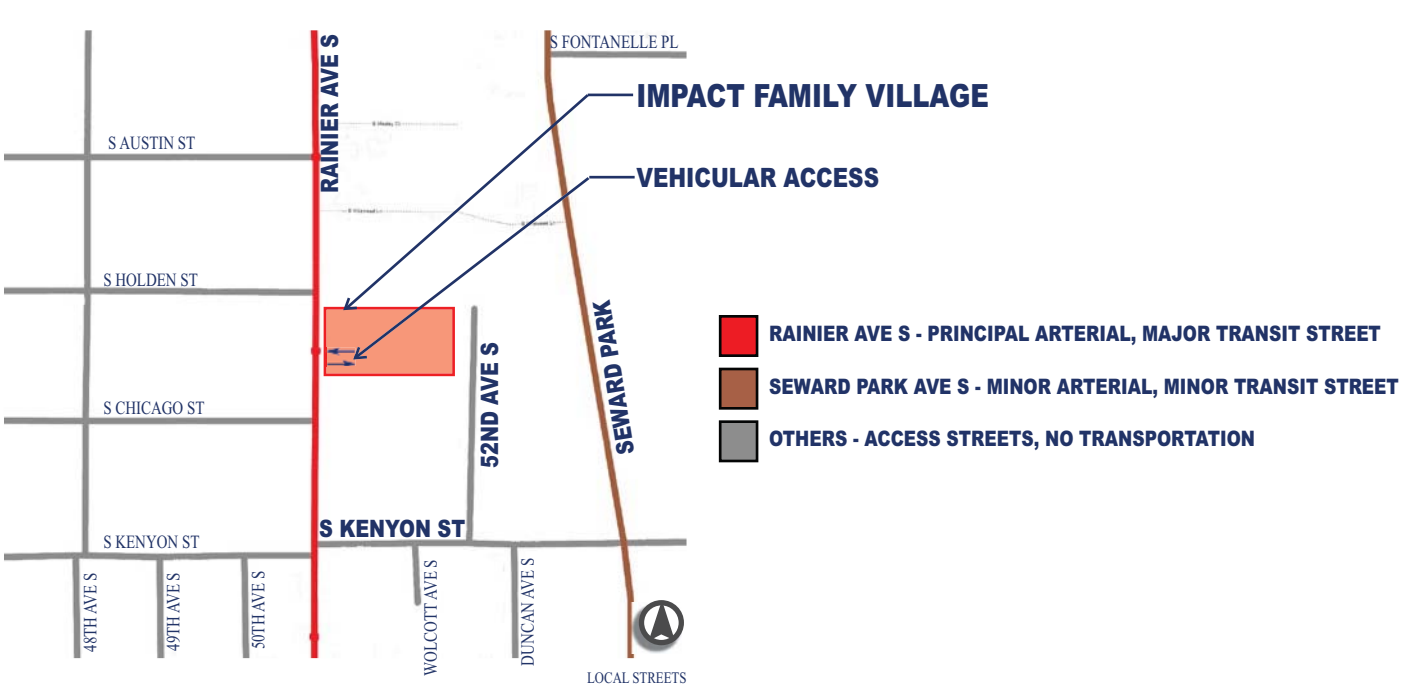 S FONTANELLE PL
RAINIER AVE S
IMPACT FAMILY VILLAGE
S AUSTIN ST
VEHICULAR ACCESS
S HOLDEN ST
SEWARD PARK
RAINIER AVE S - PRINCIPAL ARTERIAL, MAJOR TRANSIT STREET
52ND AVE S
SEWARD PARK AVE S - MINOR ARTERIAL, MINOR TRANSIT STREET
S CHICAGO ST
OTHERS - ACCESS STREETS, NO TRANSPORTATION
S KENYON ST
S KENYON ST
48TH AVE S
49TH AVE S
50TH AVE S
WOLCOTT AVE S
DUNCAN AVE S
LOCAL STREETS